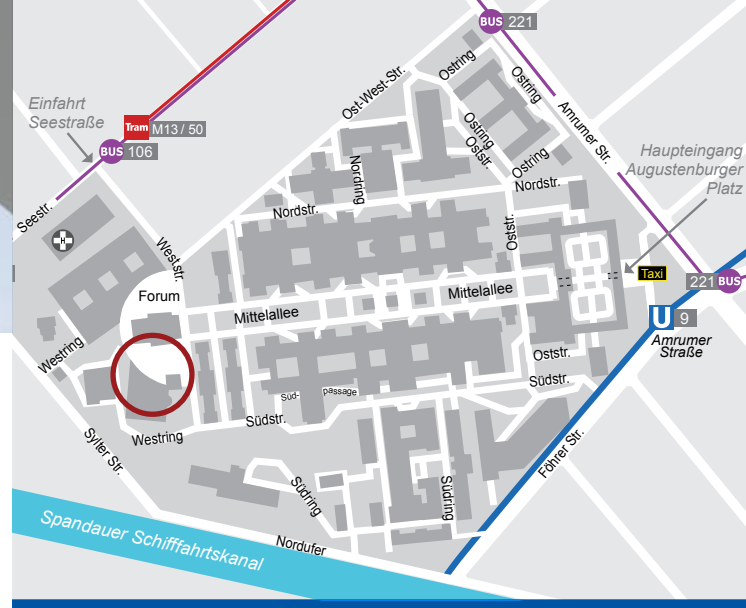 BUS 221
Ostring
Ostring
Ost-West-Str.
Amrumer Str.
Einfahrt
Seestraße
Tram M13 / 50
BUS 106
Ostring
Oststr.
Ostring
Haupteingang
Augustenburger
Platz
Nordring
Nordstr.
Nordstr.
Seestr.
Oststr.
H
Weststr.
Taxi
221 BUS
Forum
Mittelallee
Mittelallee
U 9
Amrumer
Straße
Westring
Oststr.
Südstr.
Süd- passage
Südstr.
Westring
Sylter Str.
Föhrer Str.
Südring
Südring
Spandauer Schifffahrtskanal
Nordufer